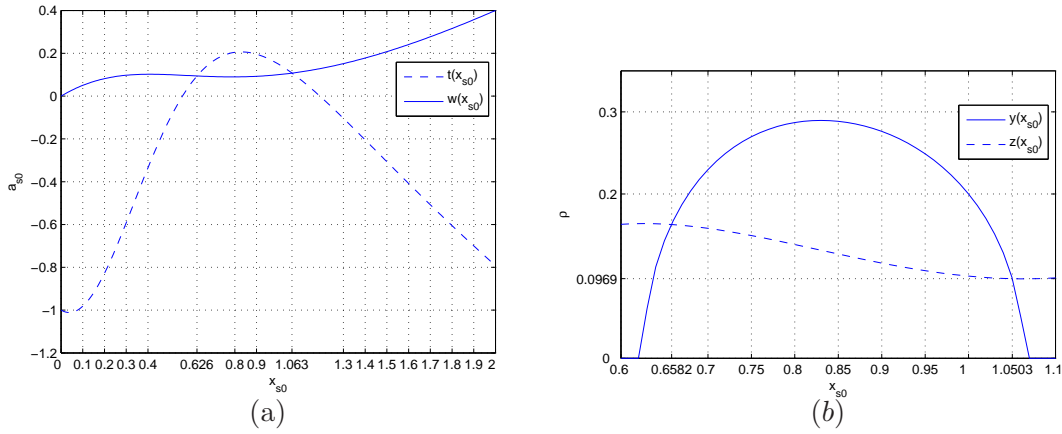 0.4
0.2
0
−0.2
−0.4
−0.6
−0.8
−1
−1.2
a_s0
0 0.1 0.2 0.3 0.4 0.626 0.8 0.9 1.063 1.3 1.4 1.5 1.6 1.7 1.8 1.9 2
x_s0
t(x_s0)
w(x_s0)
(a)
0.3
0.2
0.0969
0
ρ
0.6 0.6582 0.7 0.75 0.8 0.85 0.9 0.95 1 1.0503 1.1
x_s0
y(x_s0)
z(x_s0)
(b)